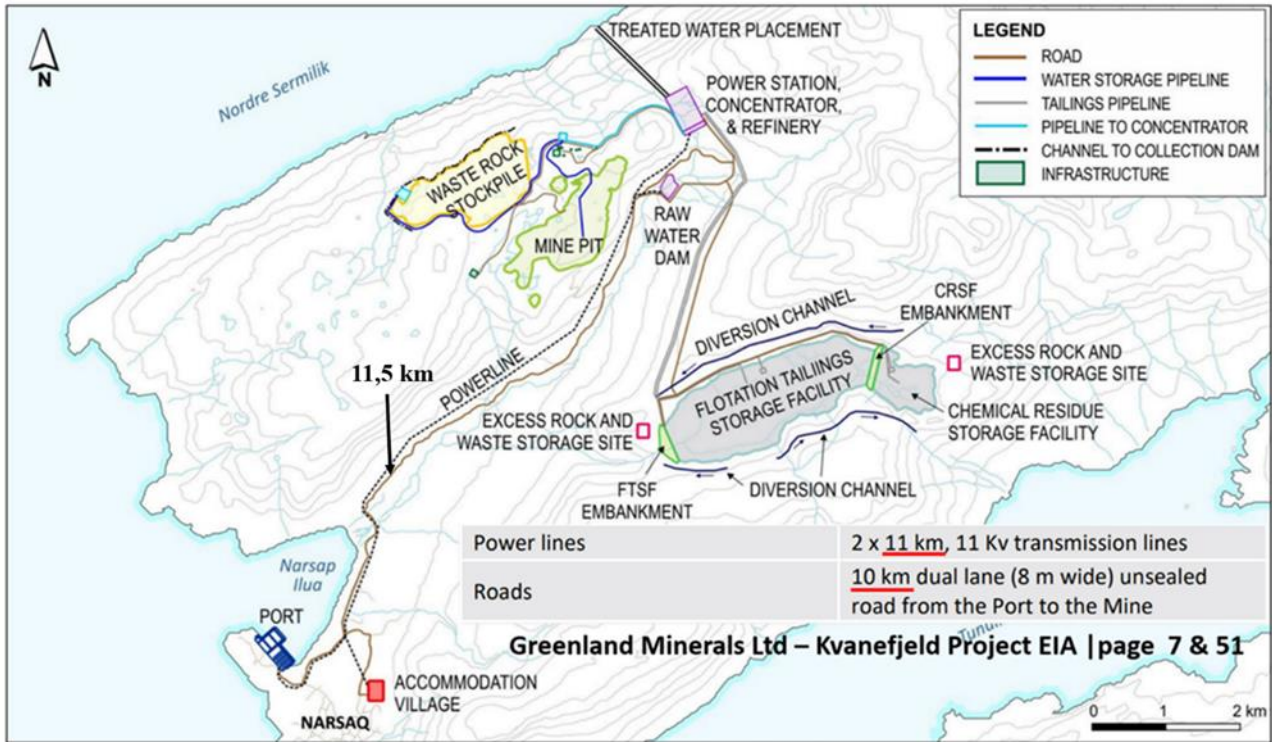 N
Nordre Sermilik
TREATED WATER PLACEMENT
POWER STATION,
CONCENTRATOR,
& REFINERY
LEGEND
ROAD
WATER STORAGE PIPELINE
TAILINGS PIPELINE
PIPELINE TO CONCENTRATOR
CHANNEL TO COLLECTION DAM
INFRASTRUCTURE
WASTE ROCK
STOCKPILE
MINE PIT
RAW
WATER
DAM
CRSF
EMBANKMENT
DIVERSION CHANNEL
EXCESS ROCK AND
WASTE STORAGE SITE
11,5 km
POWERLINE
FLOTATION TAILIINGS
STORAGE FACILITY
CHEMICAL RESIDUE
STORAGE FACILITY
EXCESS ROCK AND
WASTE STORAGE SITE
FTSF
EMBANKMENT
DIVERSION CHANNEL
Power lines
2 x 11 km, 11 Kv transmission lines
Roads
10 km dual lane (8 m wide) unsealed
road from the Port to the Mine
Narsap
Ilua
PORT
Greenland Minerals Ltd – Kvanefjeld Project EIA |page 7 & 51
ACCOMMODATION
VILLAGE
NARSAQ
0 1 2 km